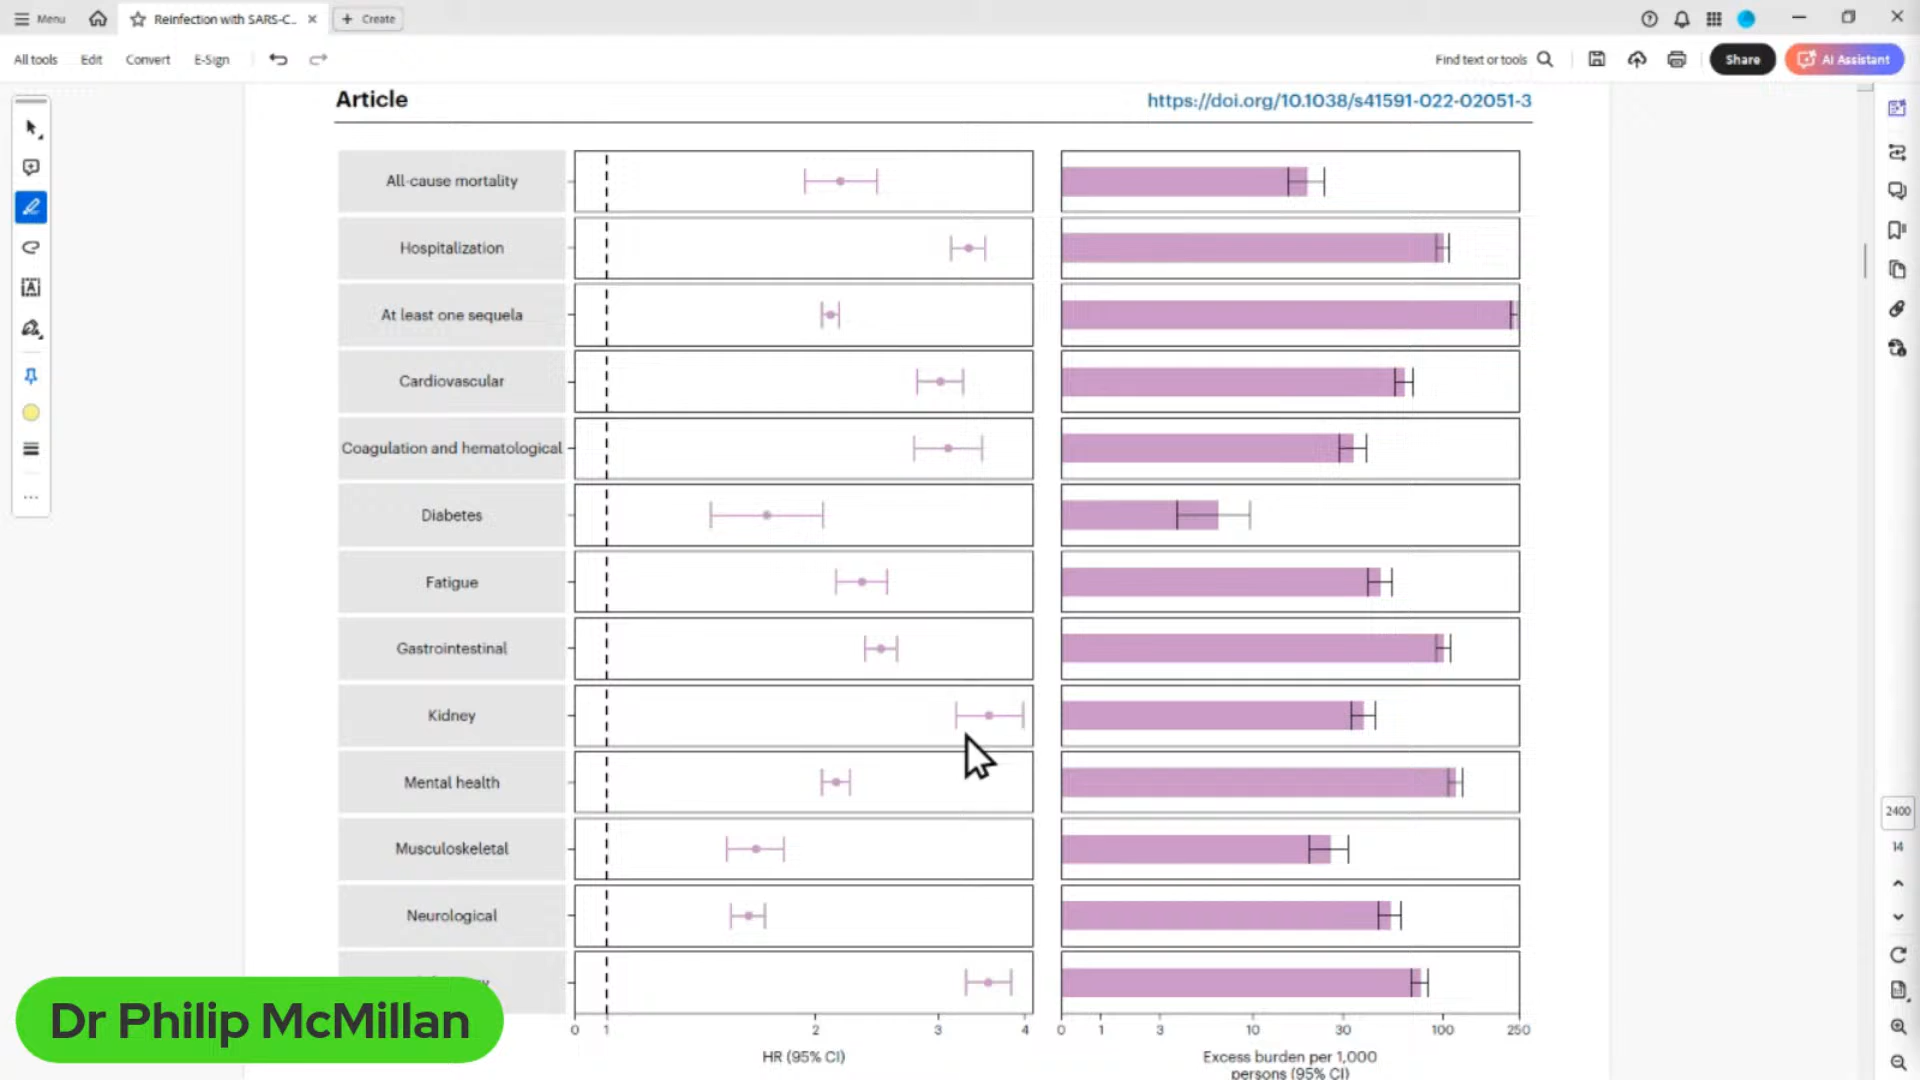 Menu
Reinfection with SARS-C...
Create
All tools
Edit
Convert
E-Sign
Find text or tools
Share
AI Assistant
Article
https://doi.org/10.1038/s41591-022-02051-3
All-cause mortality
Hospitalization
At least one sequela
Cardiovascular
Coagulation and hematological
Diabetes
Fatigue
Gastrointestinal
Kidney
Mental health
Musculoskeletal
Neurological
0 1 2 3 4
HR (95% CI)
0 1 3 10 30 100 250
Excess burden per 1,000
persons (95% CI)
2400
14
Dr Philip McMillan